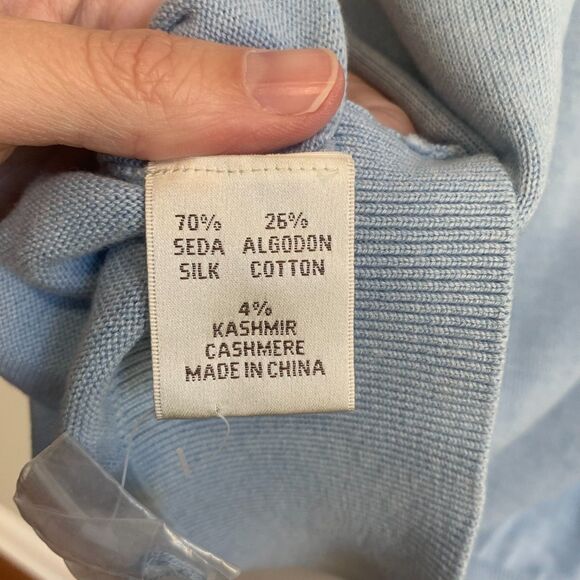 70% 26%
SEDA ALGODON
SILK COTTON
4%
KASHMIR
CASHMERE
MADE IN CHINA